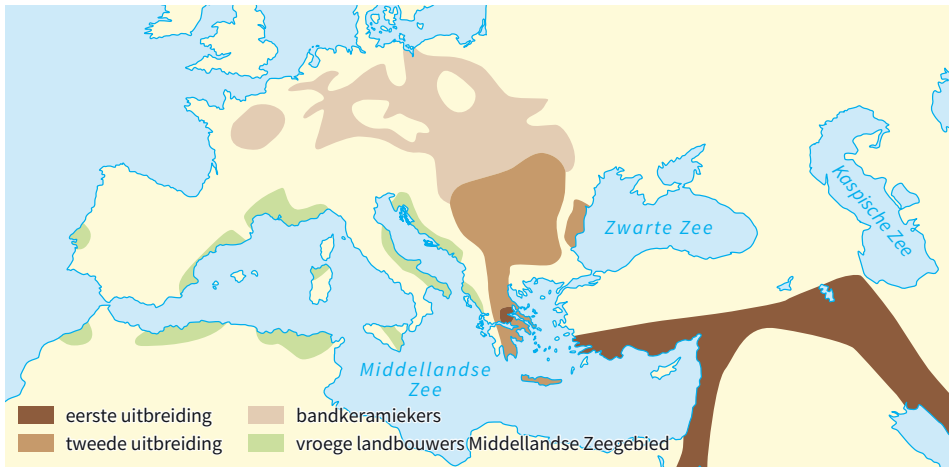 Kaspische Zee
Zwarte Zee
Middellandse
Zee
eerste uitbreiding
bandkeramiekers
tweede uitbreiding
vroege landbouwers Middellandse Zeegebied